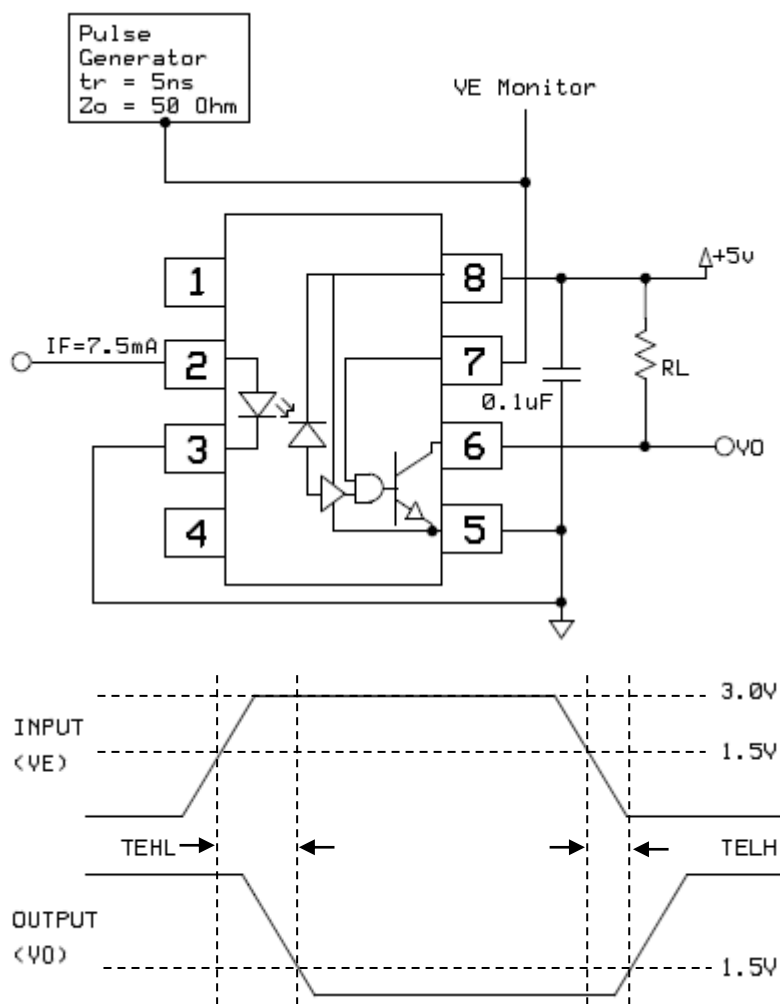 Pulse
Generator
tr = 5ns
Zo = 50 Ohm
VE Monitor
+5v
1
8
IF=7.5mA
2
7
RL
0.1uF
3
6
VO
4
5
3.0V
INPUT
(VE)
1.5V
TEHL
TELH
OUTPUT
(VO)
1.5V